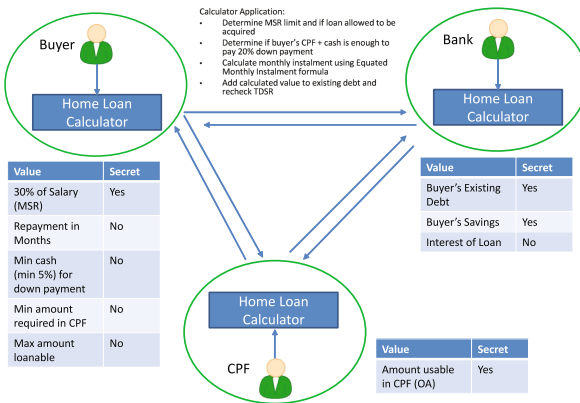 Calculator Application:
• Determine MSR limit and if loan allowed to be
acquired
• Determine if buyer's CPF + cash is enough to
pay 20% down payment
• Calculate monthly instalment using Equated
Monthly Instalment formula
• Add calculated value to existing debt and
recheck TDSR
Buyer
Home Loan
Calculator
Bank
Home Loan
Calculator
Value Secret
30% of Salary
(MSR) Yes
Repayment in
Months No
Min cash
(min 5%) for
down payment No
Min amount
required in CPF No
Max amount
loanable No
Value Secret
Buyer's Existing
Debt Yes
Buyer's Savings Yes
Interest of Loan No
Home Loan
Calculator
CPF
Value Secret
Amount usable
in CPF (OA) Yes